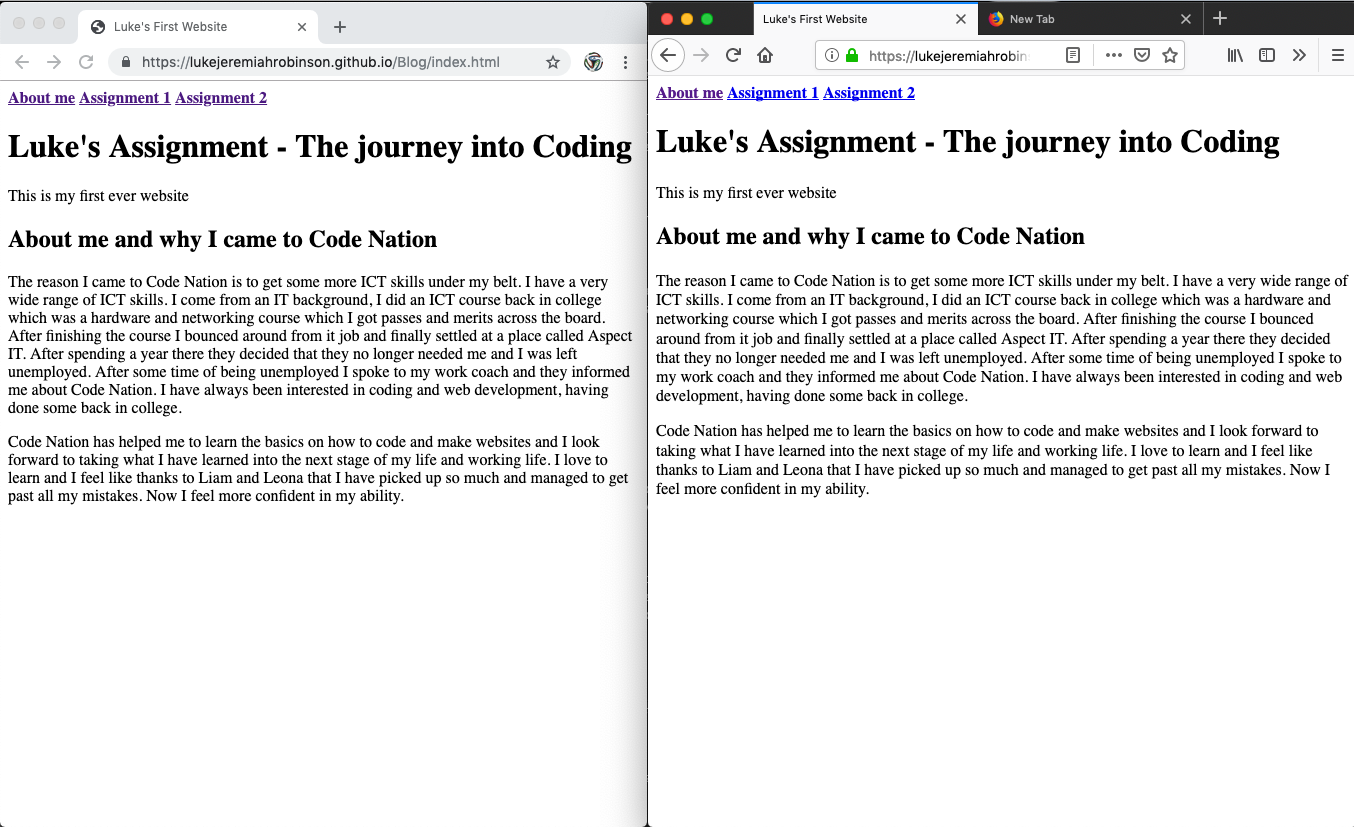 Luke's First Website
https://lukejeremiahrobinson.github.io/Blog/index.html
About me Assignment 1 Assignment 2
Luke's Assignment - The journey into Coding
This is my first ever website
About me and why I came to Code Nation
The reason I came to Code Nation is to get some more ICT skills under my belt. I have a very
wide range of ICT skills. I come from an IT background, I did an ICT course back in college
which was a hardware and networking course which I got passes and merits across the board.
After finishing the course I bounced around from it job and finally settled at a place called Aspect
IT. After spending a year there they decided that they no longer needed me and I was left
unemployed. After some time of being unemployed I spoke to my work coach and they informed
me about Code Nation. I have always been interested in coding and web development, having
done some back in college.
Code Nation has helped me to learn the basics on how to code and make websites and I look
forward to taking what I have learned into the next stage of my life and working life. I love to
learn and I feel like thanks to Liam and Leona that I have picked up so much and managed to get
past all my mistakes. Now I feel more confident in my ability.
Luke's First Website
New Tab
https://lukejeremiahrobin
About me Assignment 1 Assignment 2
Luke's Assignment - The journey into Coding
This is my first ever website
About me and why I came to Code Nation
The reason I came to Code Nation is to get some more ICT skills under my belt. I have a very wide range of
ICT skills. I come from an IT background, I did an ICT course back in college which was a hardware and
networking course which I got passes and merits across the board. After finishing the course I bounced
around from it job and finally settled at a place called Aspect IT. After spending a year there they decided
that they no longer needed me and I was left unemployed. After some time of being unemployed I spoke to
my work coach and they informed me about Code Nation. I have always been interested in coding and web
development, having done some back in college.
Code Nation has helped me to learn the basics on how to code and make websites and I look forward to
taking what I have learned into the next stage of my life and working life. I love to learn and I feel like
thanks to Liam and Leona that I have picked up so much and managed to get past all my mistakes. Now I
feel more confident in my ability.